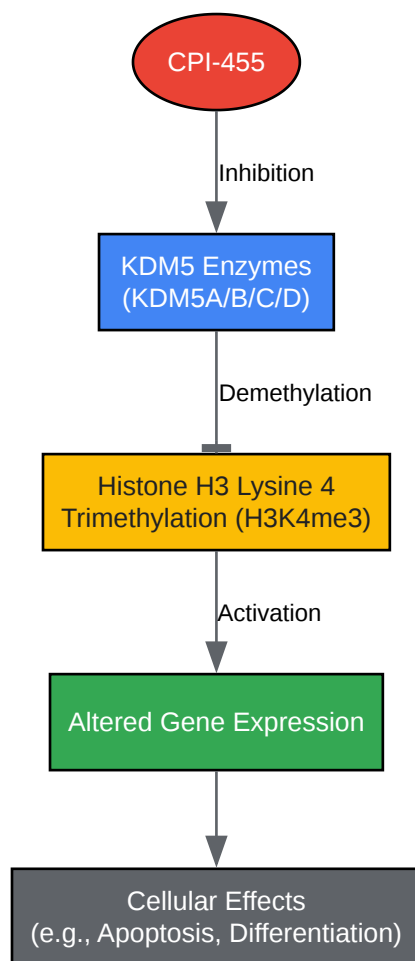 CPI-455
Inhibition
KDM5 Enzymes
(KDM5A/B/C/D)
Demethylation
Histone H3 Lysine 4
Trimethylation (H3K4me3)
Activation
Altered Gene Expression
Cellular Effects
(e.g., Apoptosis, Differentiation)